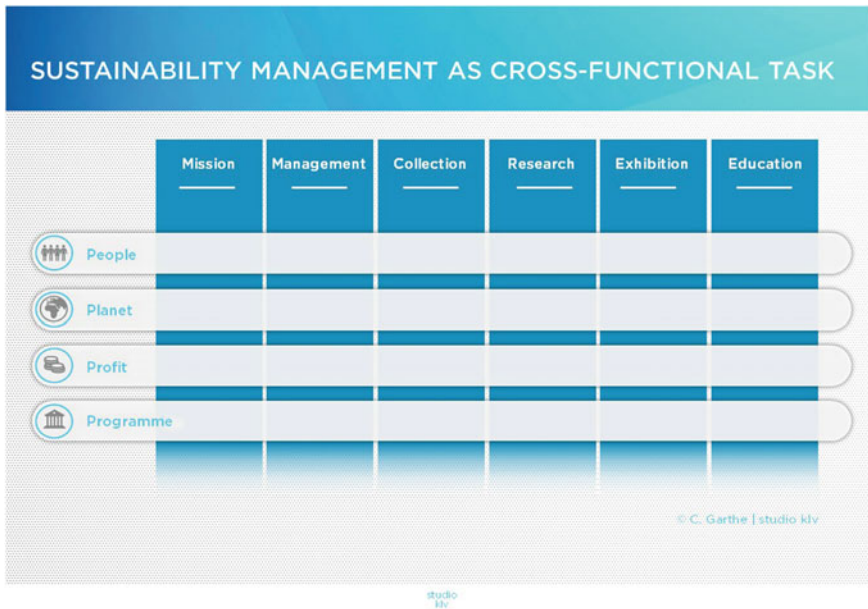 SUSTAINABILITY MANAGEMENT AS CROSS-FUNCTIONAL TASK
Mission Management Collection Research Exhibition Education
People
Planet
Profit
Programme
© C. Garthe | studio klv
studio
klv